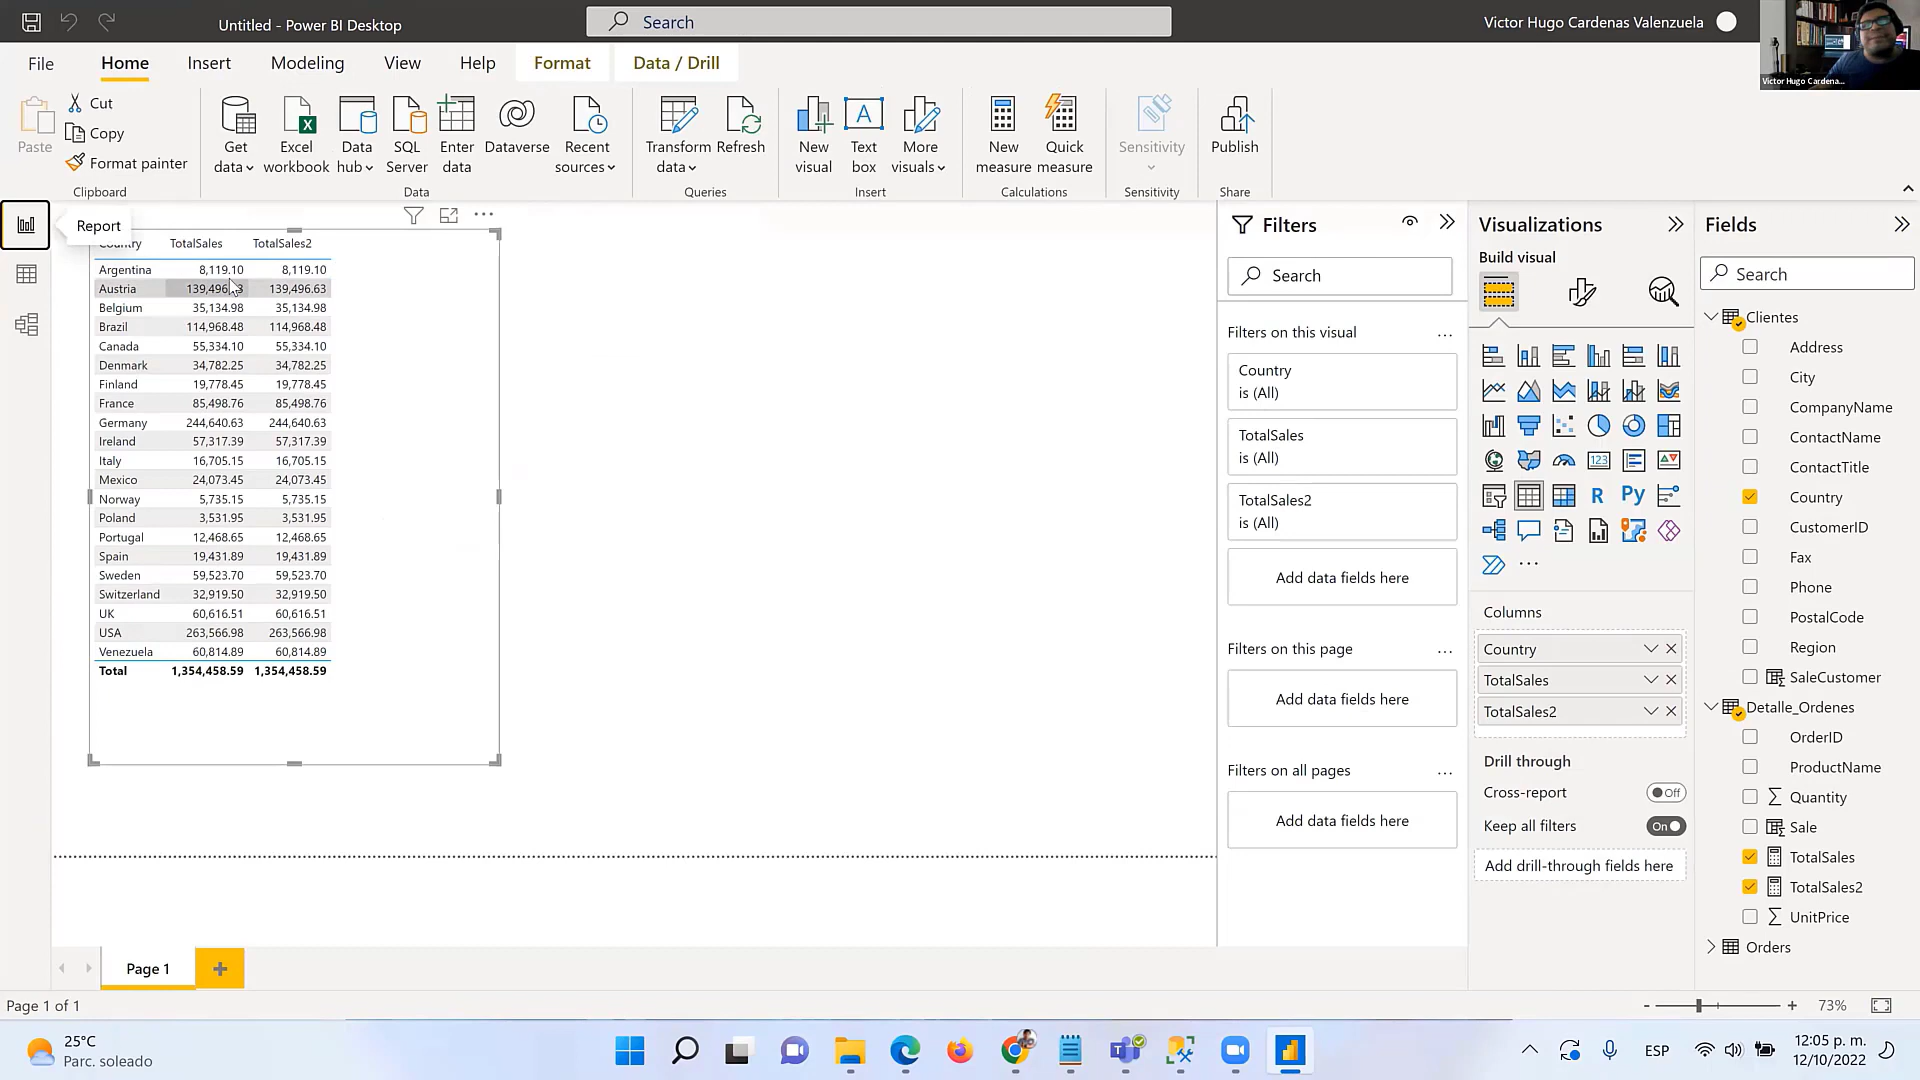 Untitled - Power BI Desktop
Search
Victor Hugo Cardenas Valenzuela
Victor Hugo Cardena...
File
Home
Insert
Modeling
View
Help
Format
Data / Drill
Paste
Cut
Copy
Format painter
Clipboard
Get data
Excel workbook
Data hub
SQL Server
Enter data
Dataverse
Recent sources
Data
Transform data
Refresh
Queries
New visual
Text box
More visuals
Insert
New measure
Quick measure
Calculations
Sensitivity
Sensitivity
Publish
Share
Report
Country TotalSales TotalSales2
Argentina 8,119.10 8,119.10
Austria 139,496.63 139,496.63
Belgium 35,134.98 35,134.98
Brazil 114,968.48 114,968.48
Canada 55,334.10 55,334.10
Denmark 34,782.25 34,782.25
Finland 19,778.45 19,778.45
France 85,498.76 85,498.76
Germany 244,640.63 244,640.63
Ireland 57,317.39 57,317.39
Italy 16,705.15 16,705.15
Mexico 24,073.45 24,073.45
Norway 5,735.15 5,735.15
Poland 3,531.95 3,531.95
Portugal 12,468.65 12,468.65
Spain 19,431.89 19,431.89
Sweden 59,523.70 59,523.70
Switzerland 32,919.50 32,919.50
UK 60,616.51 60,616.51
USA 263,566.98 263,566.98
Venezuela 60,814.89 60,814.89
Total 1,354,458.59 1,354,458.59
Filters
Search
Filters on this visual
Country
is (All)
TotalSales
is (All)
TotalSales2
is (All)
Add data fields here
Filters on this page
Add data fields here
Filters on all pages
Add data fields here
Visualizations
Build visual
123
R
Py
Columns
Country
TotalSales
TotalSales2
Drill through
Cross-report Off
Keep all filters On
Add drill-through fields here
Fields
Search
Clientes
Address
City
CompanyName
ContactName
ContactTitle
Country
CustomerID
Fax
Phone
PostalCode
Region
SaleCustomer
Detalle_Ordenes
OrderID
ProductName
Quantity
Sale
TotalSales
TotalSales2
UnitPrice
Orders
Page 1
Page 1 of 1
73%
25°C
Parc. soleado
ESP
12:05 p. m.
12/10/2022